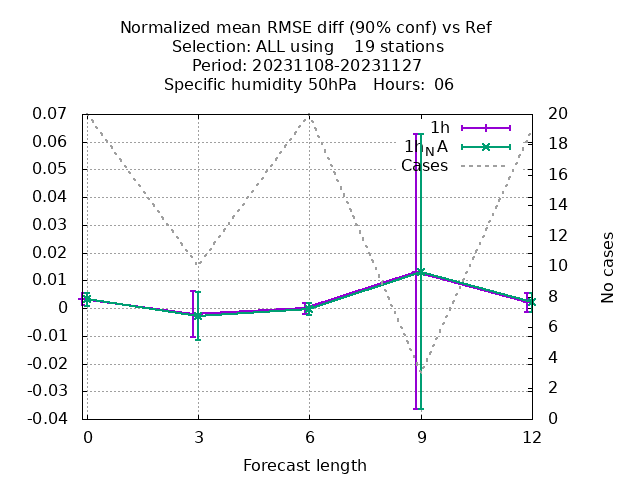 Normalized mean RMSE diff (90% conf) vs Ref
Selection: ALL using    19 stations
Period: 20231108-20231127
Specific humidity 50hPa   Hours:  06
0.07
0.06
0.05
0.04
0.03
0.02
0.01
0
-0.01
-0.02
-0.03
-0.04
1h
1hNA
Cases
20
18
16
14
12
10
8
6
4
2
0
No cases
0 3 6 9 12
Forecast length